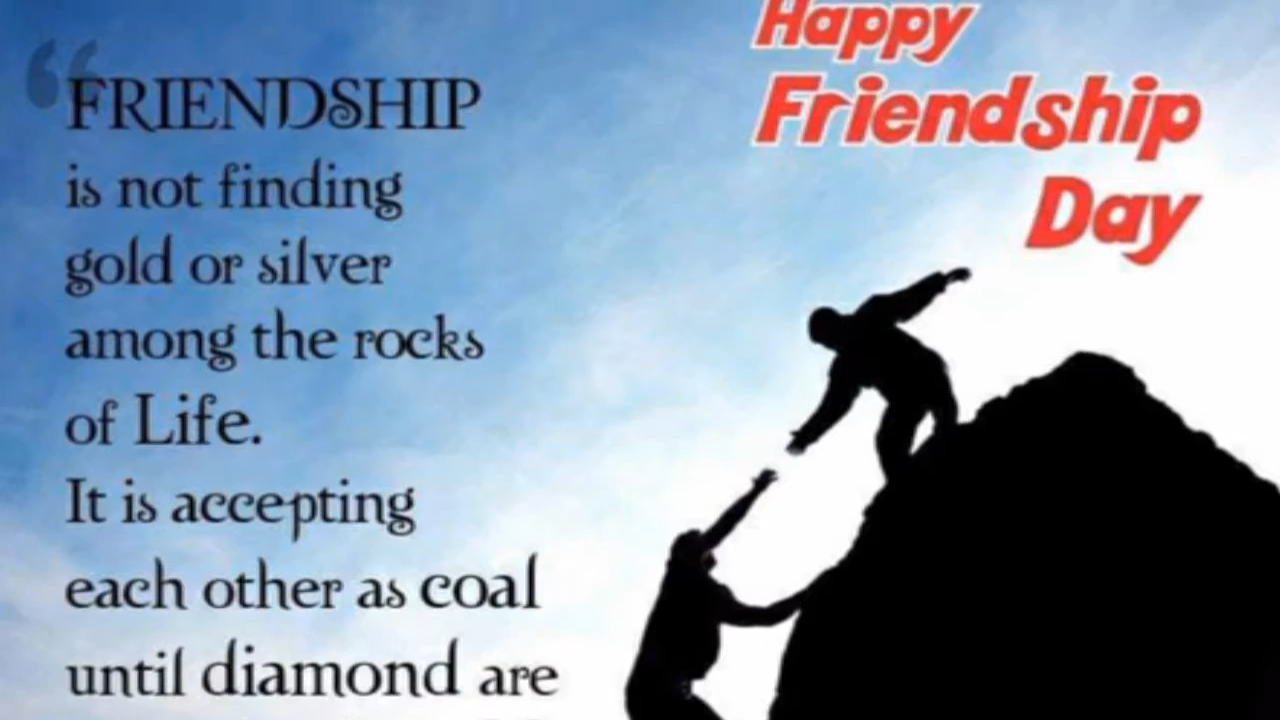 Happy
Friendship
Day
“FRIENDSHIP
is not finding
gold or silver
among the rocks
of Life.
It is accepting
each other as coal
until diamond are